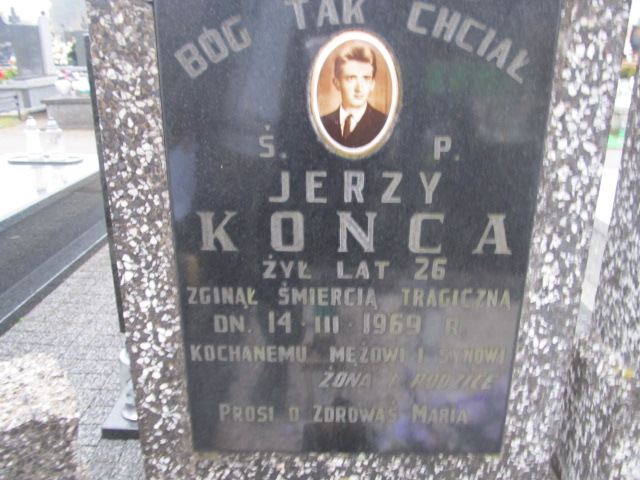 BÓG TAK CHCIAŁ
Ś. P.
JERZY
KONCA
ŻYŁ LAT 26
ZGINĄŁ ŚMIERCIĄ TRAGICZNĄ
DN. 14 · III · 1969 R.
KOCHANEMU MĘŻOWI I SYNOWI
ŻONA I RODZICE
PROSI O ZDROWAŚ MARIA